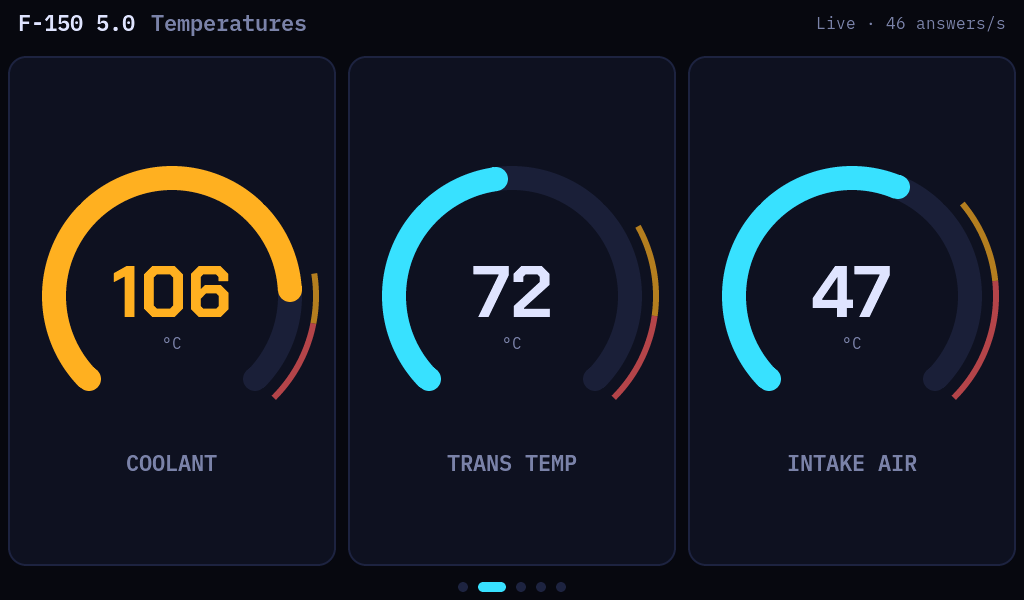 F-150 5.0 Temperatures
Live · 46 answers/s
106
°C
COOLANT
72
°C
TRANS TEMP
47
°C
INTAKE AIR